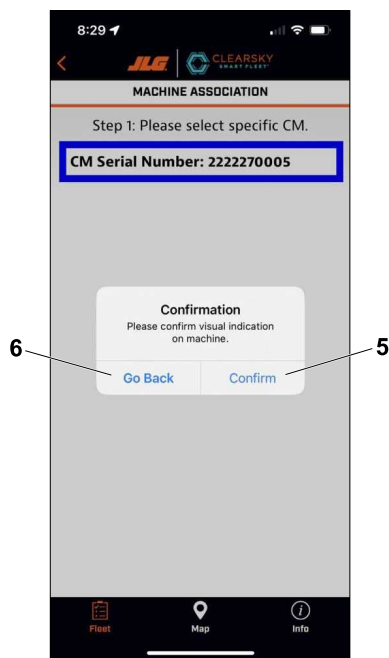 8:29
JLG
CLEARSKY
SMART FLEET
MACHINE ASSOCIATION
Step 1: Please select specific CM.
CM Serial Number: 2222270005
Confirmation
Please confirm visual indication
on machine.
6
5
Go Back
Confirm
Fleet
Map
Info